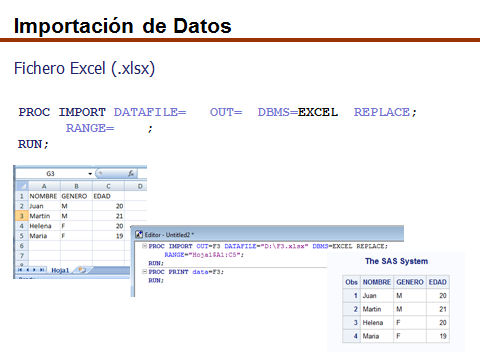 Importación de Datos
Fichero Excel (.xlsx)
PROC IMPORT DATAFILE= OUT= DBMS=EXCEL REPLACE;
RANGE= ;
RUN;
G3 fx
A B C D
1 NOMBRE GENERO EDAD
2 Juan M 20
3 Martin M 21
4 Helena F 20
5 Maria F 19
6
7
Hoja1
Editor - Untitled2 *
PROC IMPORT OUT=F3 DATAFILE="D:\F3.xlsx" DBMS=EXCEL REPLACE;
RANGE="Hoja1$A1:C5";
RUN;
PROC PRINT data=F3;
RUN;
The SAS System
Obs NOMBRE GENERO EDAD
1 Juan M 20
2 Martin M 21
3 Helena F 20
4 Maria F 19